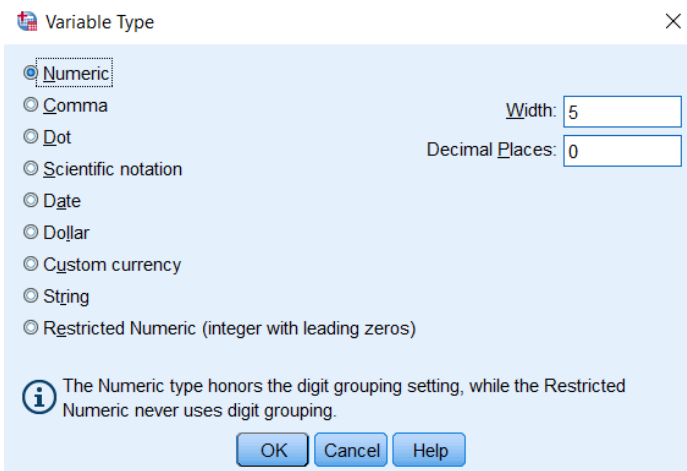 Variable Type
Numeric
Comma
Width: 5
Dot
Decimal Places: 0
Scientific notation
Date
Dollar
Custom currency
String
Restricted Numeric (integer with leading zeros)
The Numeric type honors the digit grouping setting, while the Restricted
Numeric never uses digit grouping.
OK Cancel Help